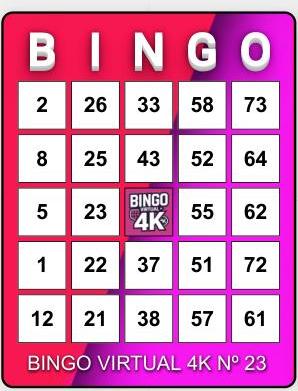 B I N G O
2 26 33 58 73
8 25 43 52 64
5 23 BINGO VIRTUAL 4K 55 62
1 22 37 51 72
12 21 38 57 61
BINGO VIRTUAL 4K Nº 23